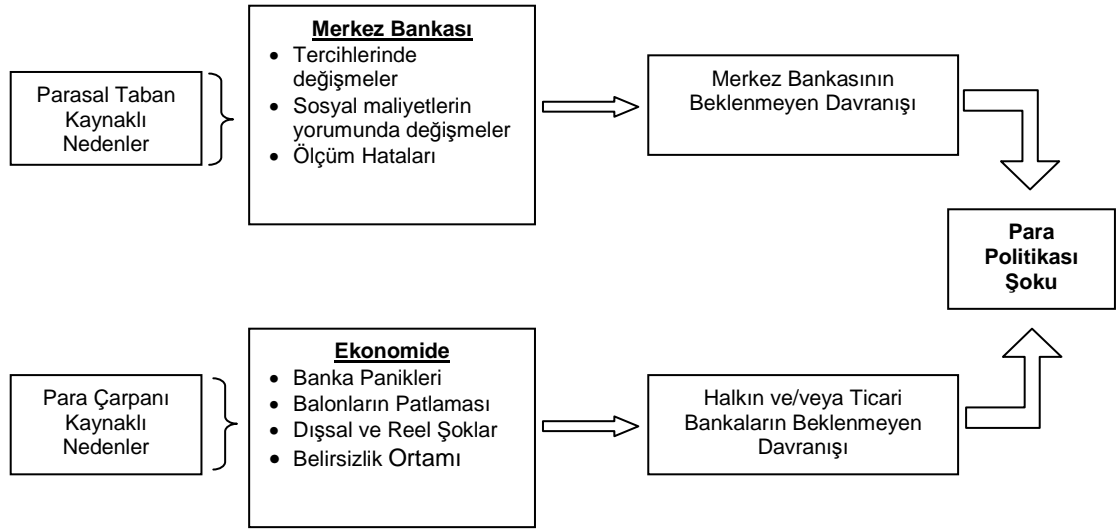 Parasal Taban
Kaynaklı
Nedenler
Merkez Bankası
• Tercihlerinde
değişmeler
• Sosyal maliyetlerin
yorumunda değişmeler
• Ölçüm Hataları
Merkez Bankasının
Beklenmeyen Davranışı
Para
Politikası
Şoku
Para Çarpanı
Kaynaklı
Nedenler
Ekonomide
• Banka Panikleri
• Balonların Patlaması
• Dışsal ve Reel Şoklar
• Belirsizlik Ortamı
Halkın ve/veya Ticari
Bankaların Beklenmeyen
Davranışı